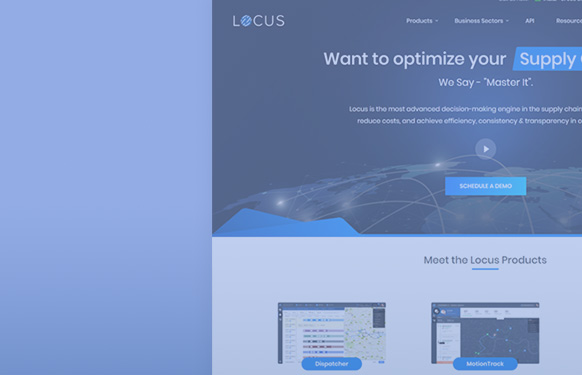 LOCUS
Products
Business Sectors
API
Resource
Want to optimize your Supply
We Say - "Master It".
Locus is the most advanced decision-making engine in the supply chain
reduce costs, and achieve efficiency, consistency & transparency in
SCHEDULE A DEMO
Meet the Locus Products
Dispatcher
MotionTrack